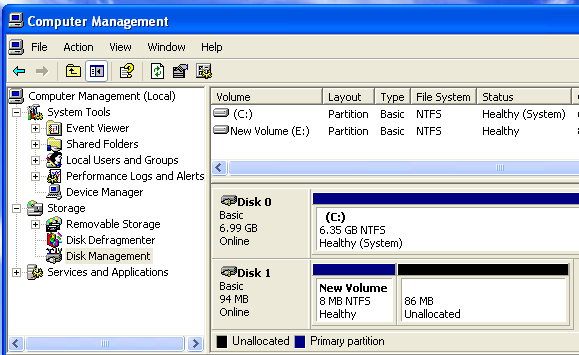 Computer Management
File Action View Window Help
Computer Management (Local)
System Tools
Event Viewer
Shared Folders
Local Users and Groups
Performance Logs and Alerts
Device Manager
Storage
Removable Storage
Disk Defragmenter
Disk Management
Services and Applications
Volume Layout Type File System Status
(C:) Partition Basic NTFS Healthy (System)
New Volume (E:) Partition Basic NTFS Healthy
Disk 0
Basic
6.99 GB
Online
(C:)
6.35 GB NTFS
Healthy (System)
Disk 1
Basic
94 MB
Online
New Volume
8 MB NTFS
Healthy
86 MB
Unallocated
Unallocated Primary partition